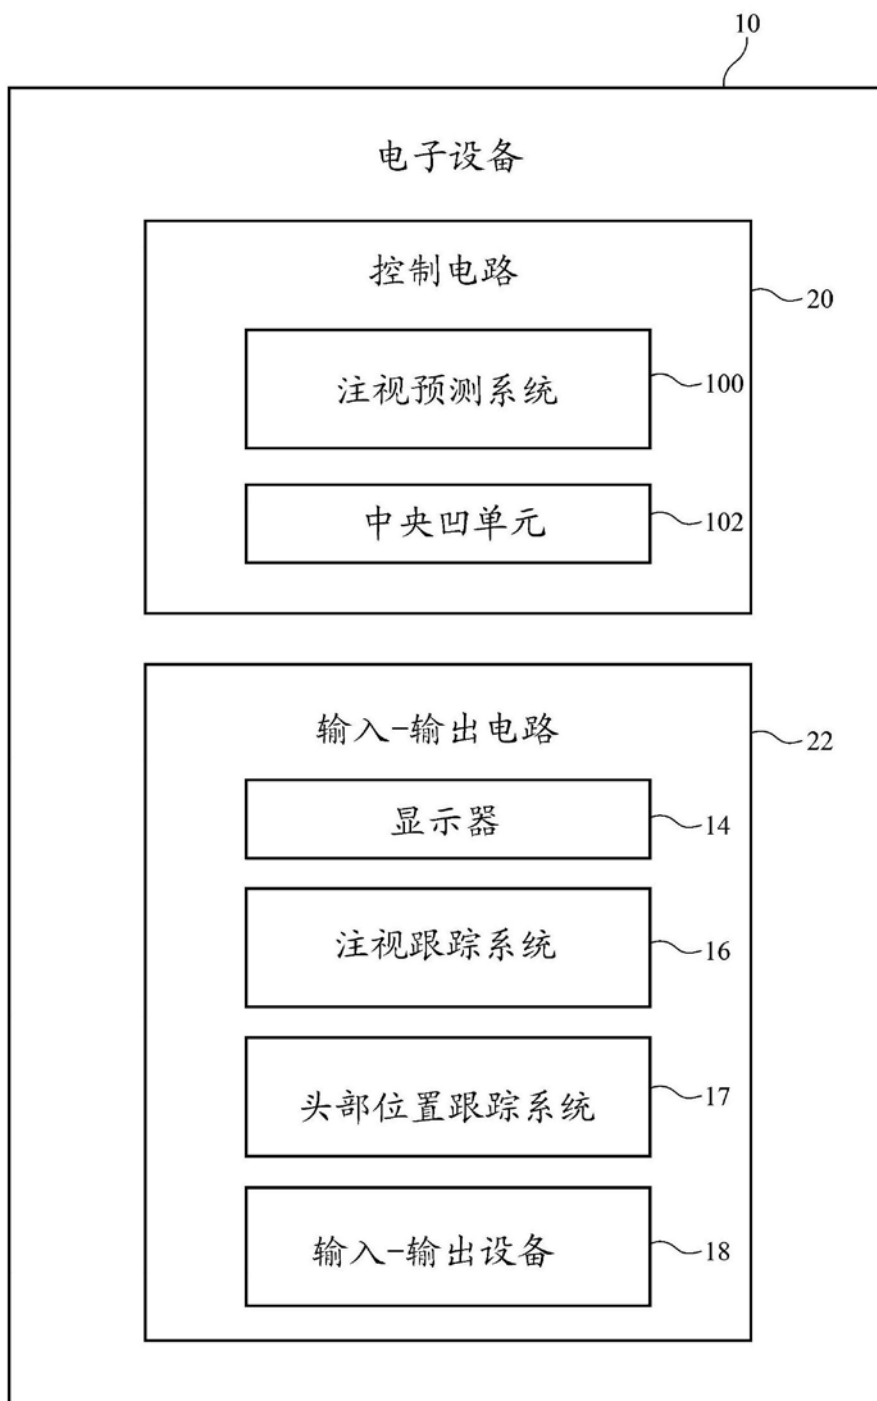 10
电子设备
控制电路
20
注视预测系统
100
中央凹单元
102
输入-输出电路
22
显示器
14
注视跟踪系统
16
头部位置跟踪系统
17
输入-输出设备
18